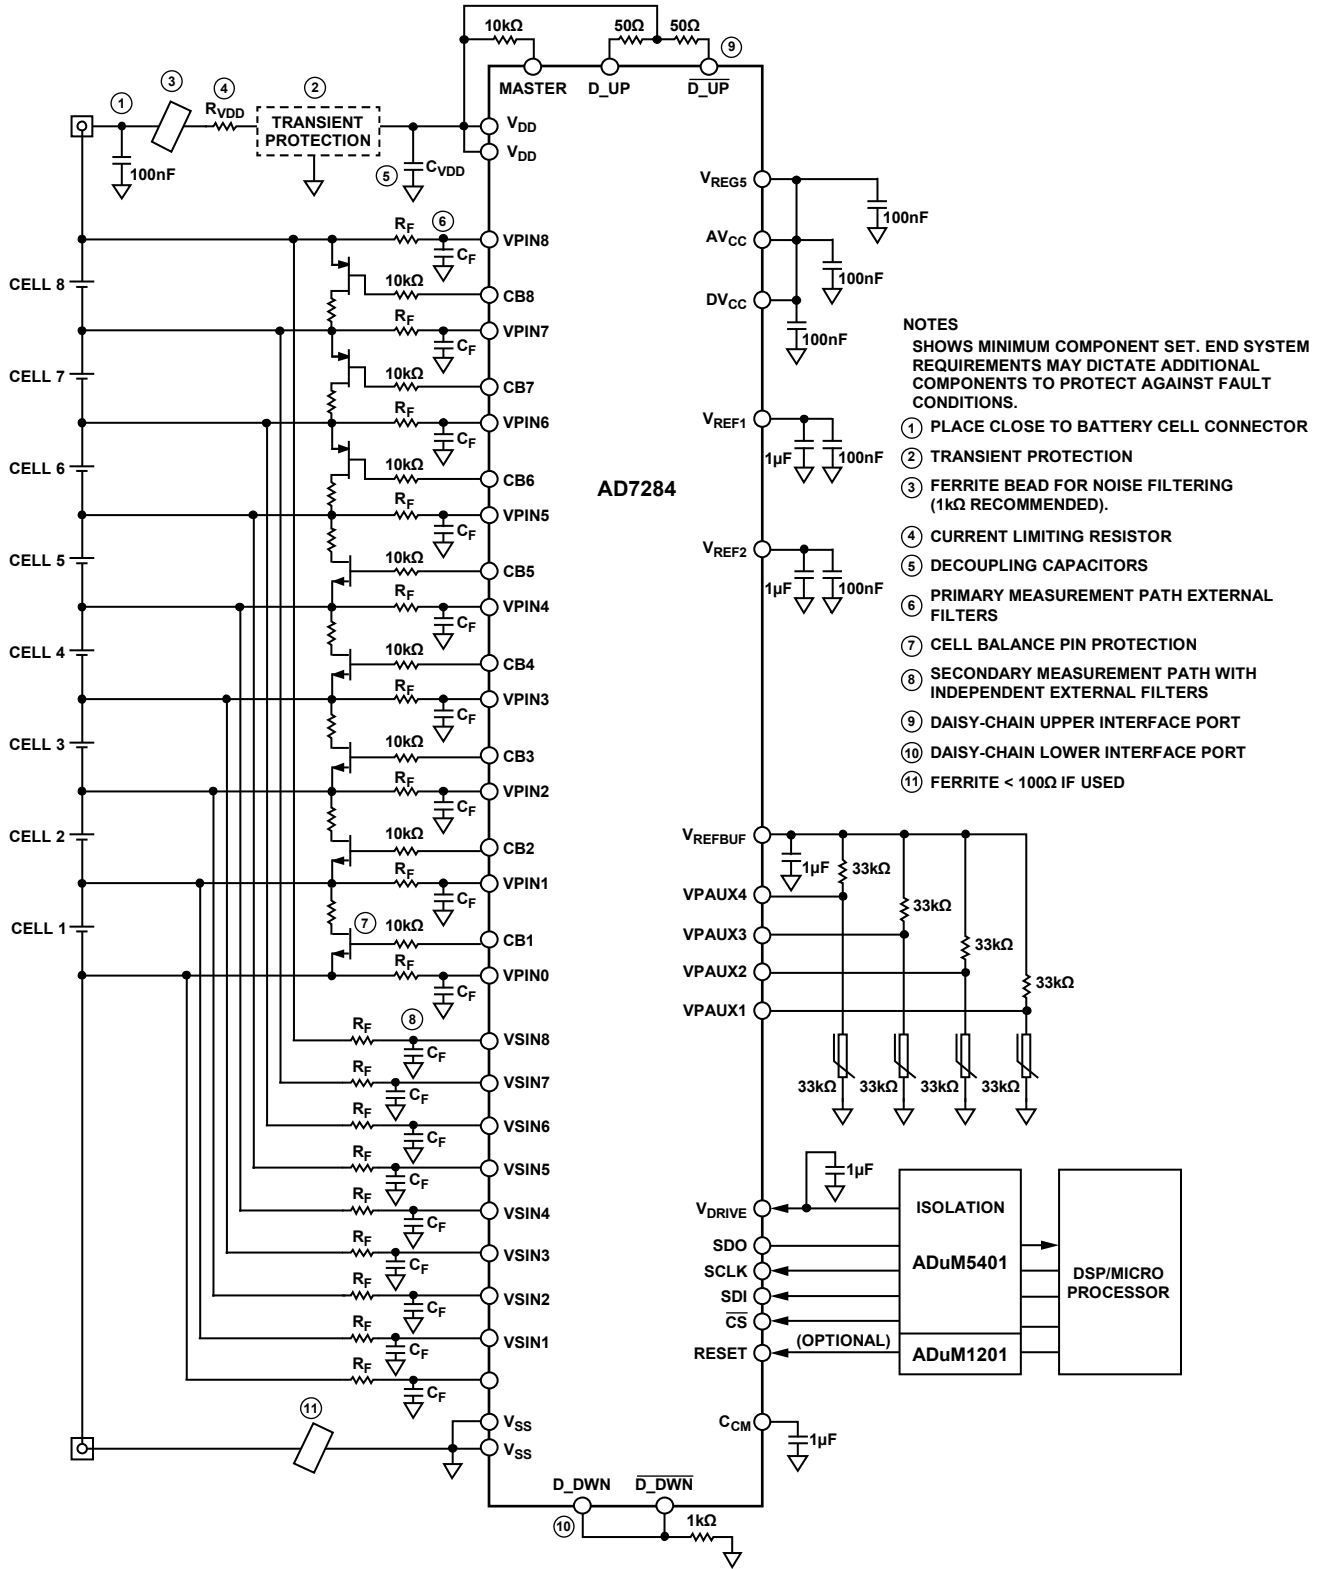 10kΩ
50Ω
50Ω
9
MASTER
D_UP
D_UP
1
3
4
2
RVDD
TRANSIENT
PROTECTION
VDD
VDD
100nF
5
CVDD
VREG5
100nF
AVCC
100nF
DVCC
100nF
RF
6
VPIN8
CF
CELL 8
10kΩ
CB8
RF
VPIN7
CF
CELL 7
10kΩ
CB7
RF
VPIN6
CF
CELL 6
10kΩ
CB6
RF
VPIN5
CF
CELL 5
10kΩ
CB5
RF
VPIN4
CF
CELL 4
10kΩ
CB4
RF
VPIN3
CF
CELL 3
10kΩ
CB3
RF
VPIN2
CF
CELL 2
10kΩ
CB2
RF
VPIN1
CF
CELL 1
7
10kΩ
CB1
RF
VPIN0
CF
AD7284
VREF1
1µF
100nF
VREF2
1µF
100nF
NOTES
SHOWS MINIMUM COMPONENT SET. END SYSTEM
REQUIREMENTS MAY DICTATE ADDITIONAL
COMPONENTS TO PROTECT AGAINST FAULT
CONDITIONS.
1 PLACE CLOSE TO BATTERY CELL CONNECTOR
2 TRANSIENT PROTECTION
3 FERRITE BEAD FOR NOISE FILTERING
(1kΩ RECOMMENDED).
4 CURRENT LIMITING RESISTOR
5 DECOUPLING CAPACITORS
6 PRIMARY MEASUREMENT PATH EXTERNAL
FILTERS
7 CELL BALANCE PIN PROTECTION
8 SECONDARY MEASUREMENT PATH WITH
INDEPENDENT EXTERNAL FILTERS
9 DAISY-CHAIN UPPER INTERFACE PORT
10 DAISY-CHAIN LOWER INTERFACE PORT
11 FERRITE < 100Ω IF USED
VREFBUF
1µF
33kΩ
VPAUX4
33kΩ
VPAUX3
33kΩ
VPAUX2
33kΩ
VPAUX1
33kΩ
33kΩ
33kΩ
33kΩ
RF
8
VSIN8
CF
RF
VSIN7
CF
RF
VSIN6
CF
RF
VSIN5
CF
RF
VSIN4
CF
RF
VSIN3
CF
RF
VSIN2
CF
RF
VSIN1
CF
RF
CF
11
VSS
VSS
1µF
VDRIVE
ISOLATION
SDO
ADuM5401
SCLK
SDI
CS
RESET
(OPTIONAL)
ADuM1201
DSP/MICRO
PROCESSOR
CCM
1µF
D_DWN
D_DWN
10
1kΩ